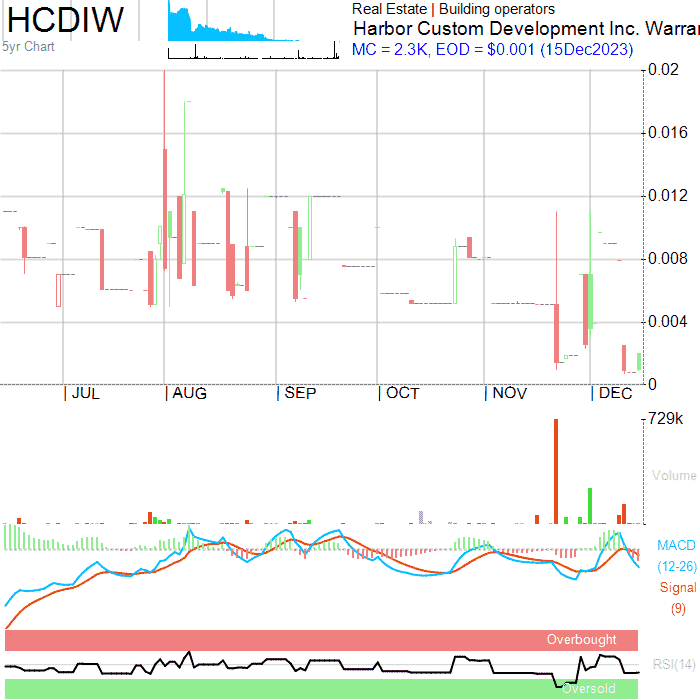 HCDIW
5yr Chart
Real Estate | Building operators
Harbor Custom Development Inc. Warra
MC = 2.3K, EOD = $0.001 (15Dec2023)
0.02
0.016
0.012
0.008
0.004
0
JUL
AUG
SEP
OCT
NOV
DEC
729k
Volume
MACD
(12-26)
Signal
(9)
Overbought
RSI(14)
Oversold